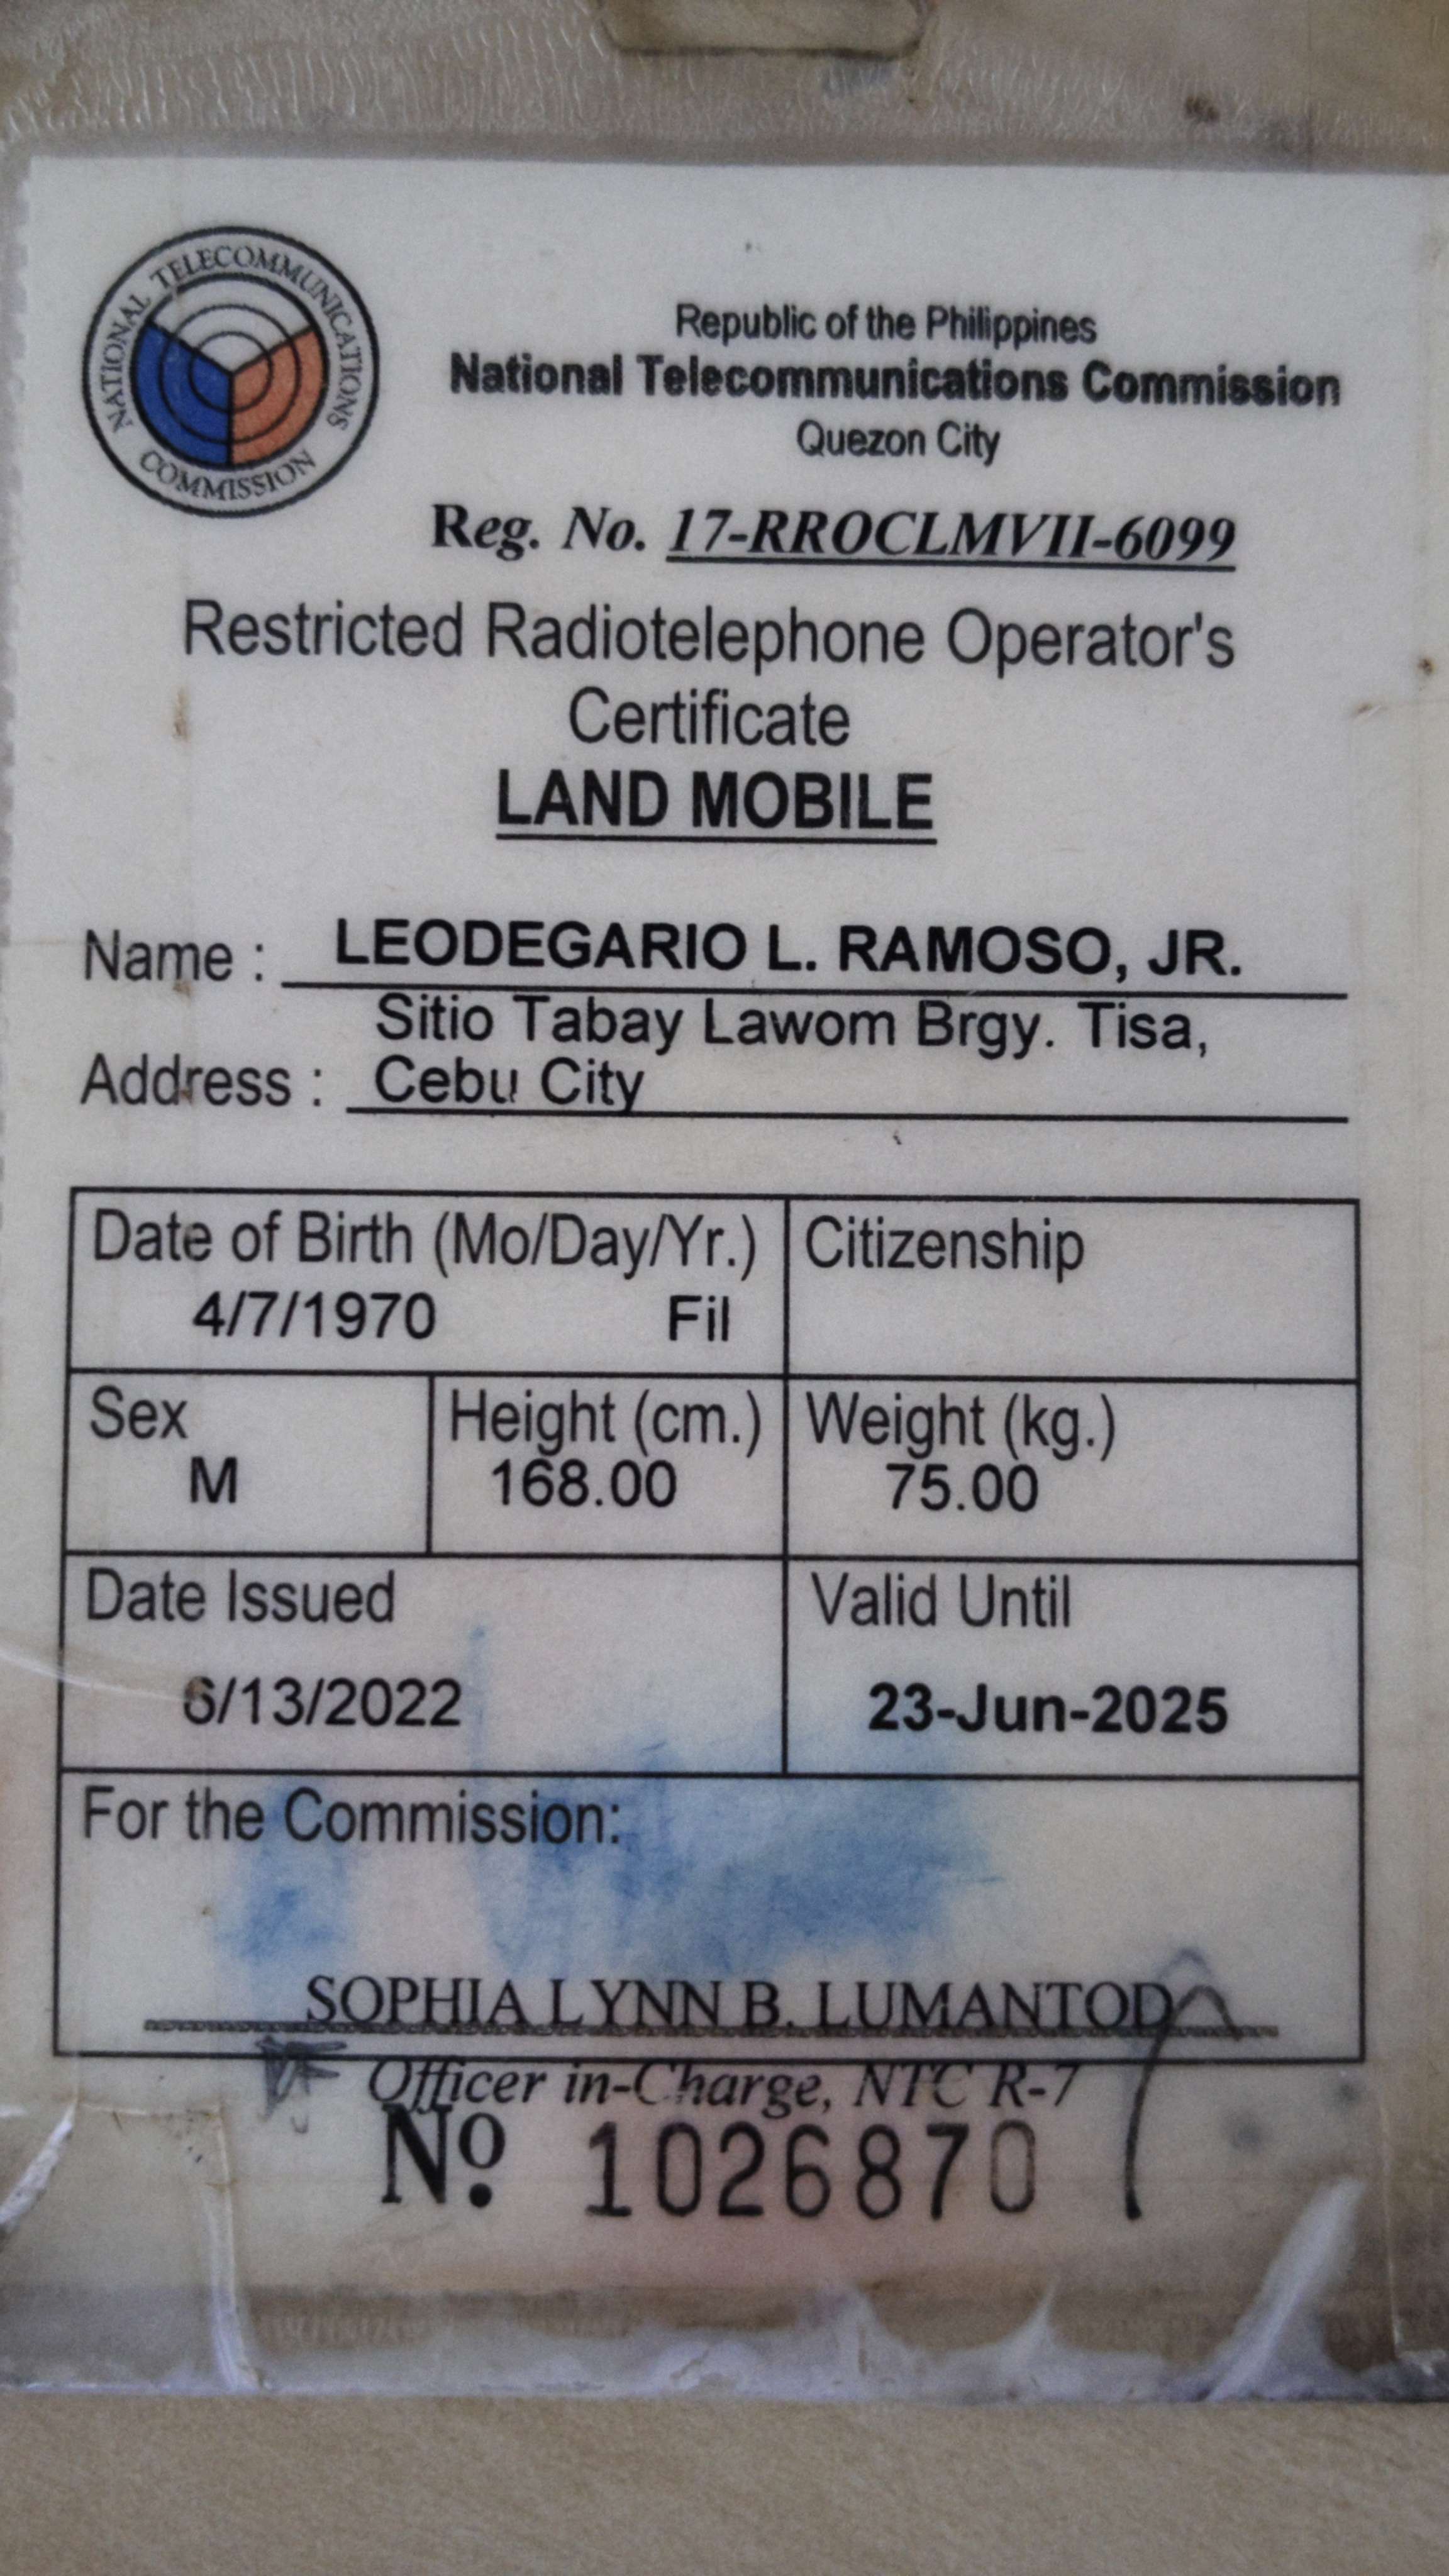 NATIONAL TELECOMMUNICATIONS
COMMISSION
Republic of the Philippines
National Telecommunications Commission
Quezon City
Reg. No. 17-RROCLMVII-6099
Restricted Radiotelephone Operator's
Certificate
LAND MOBILE
Name : LEODEGARIO L. RAMOSO, JR.
Sitio Tabay Lawom Brgy. Tisa,
Address : Cebu City
Date of Birth (Mo/Day/Yr.) Citizenship
4/7/1970 Fil
Sex Height (cm.) Weight (kg.)
M 168.00 75.00
Date Issued Valid Until
6/13/2022 23-Jun-2025
For the Commission:
SOPHIA LYNN B. LUMANTOD
Officer in-Charge, NTC R-7
Nº. 1026870